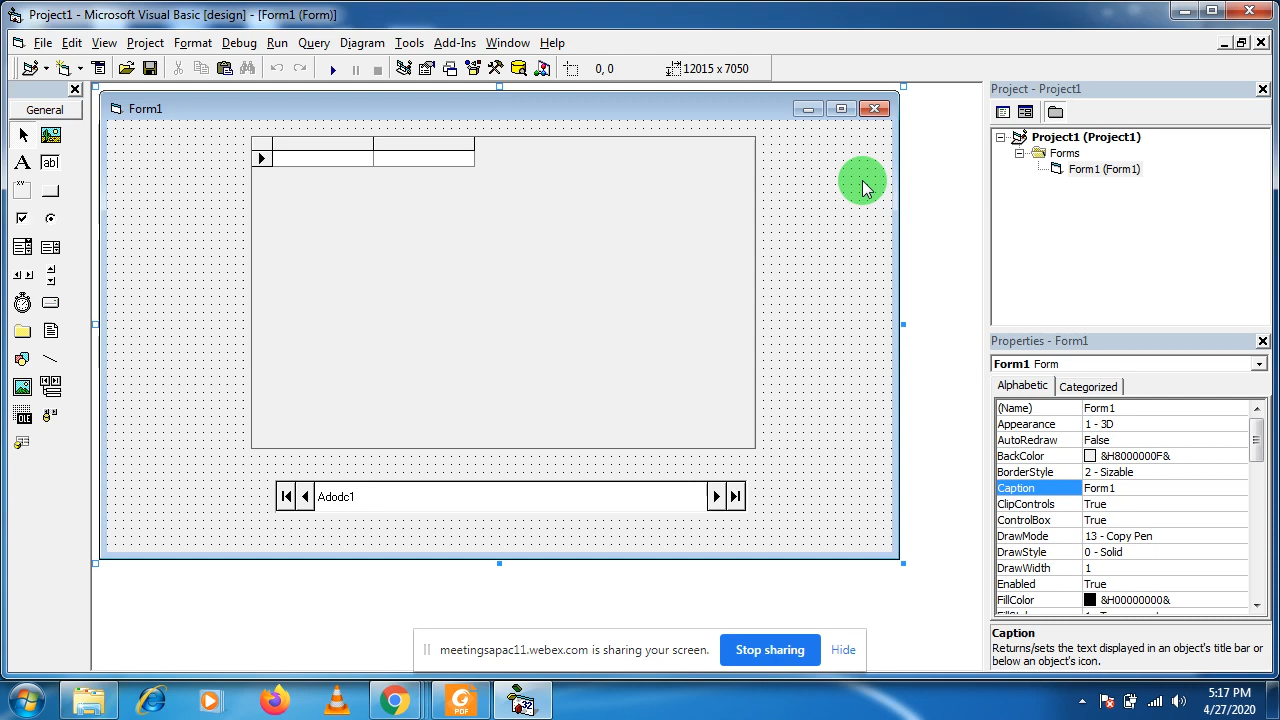 Project1 - Microsoft Visual Basic [design] - [Form1 (Form)]
File Edit View Project Format Debug Run Query Diagram Tools Add-Ins Window Help
0, 0 12015 x 7050
General
Form1
Adodc1
Project - Project1
Project1 (Project1)
Forms
Form1 (Form1)
Properties - Form1
Form1 Form
Alphabetic Categorized
(Name) Form1
Appearance 1 - 3D
AutoRedraw False
BackColor &H8000000F&
BorderStyle 2 - Sizable
Caption Form1
ClipControls True
ControlBox True
DrawMode 13 - Copy Pen
DrawStyle 0 - Solid
DrawWidth 1
Enabled True
FillColor &H00000000&
Caption
Returns/sets the text displayed in an object's title bar or
below an object's icon.
meetingsapac11.webex.com is sharing your screen. Stop sharing Hide
PDF
32
5:17 PM
4/27/2020